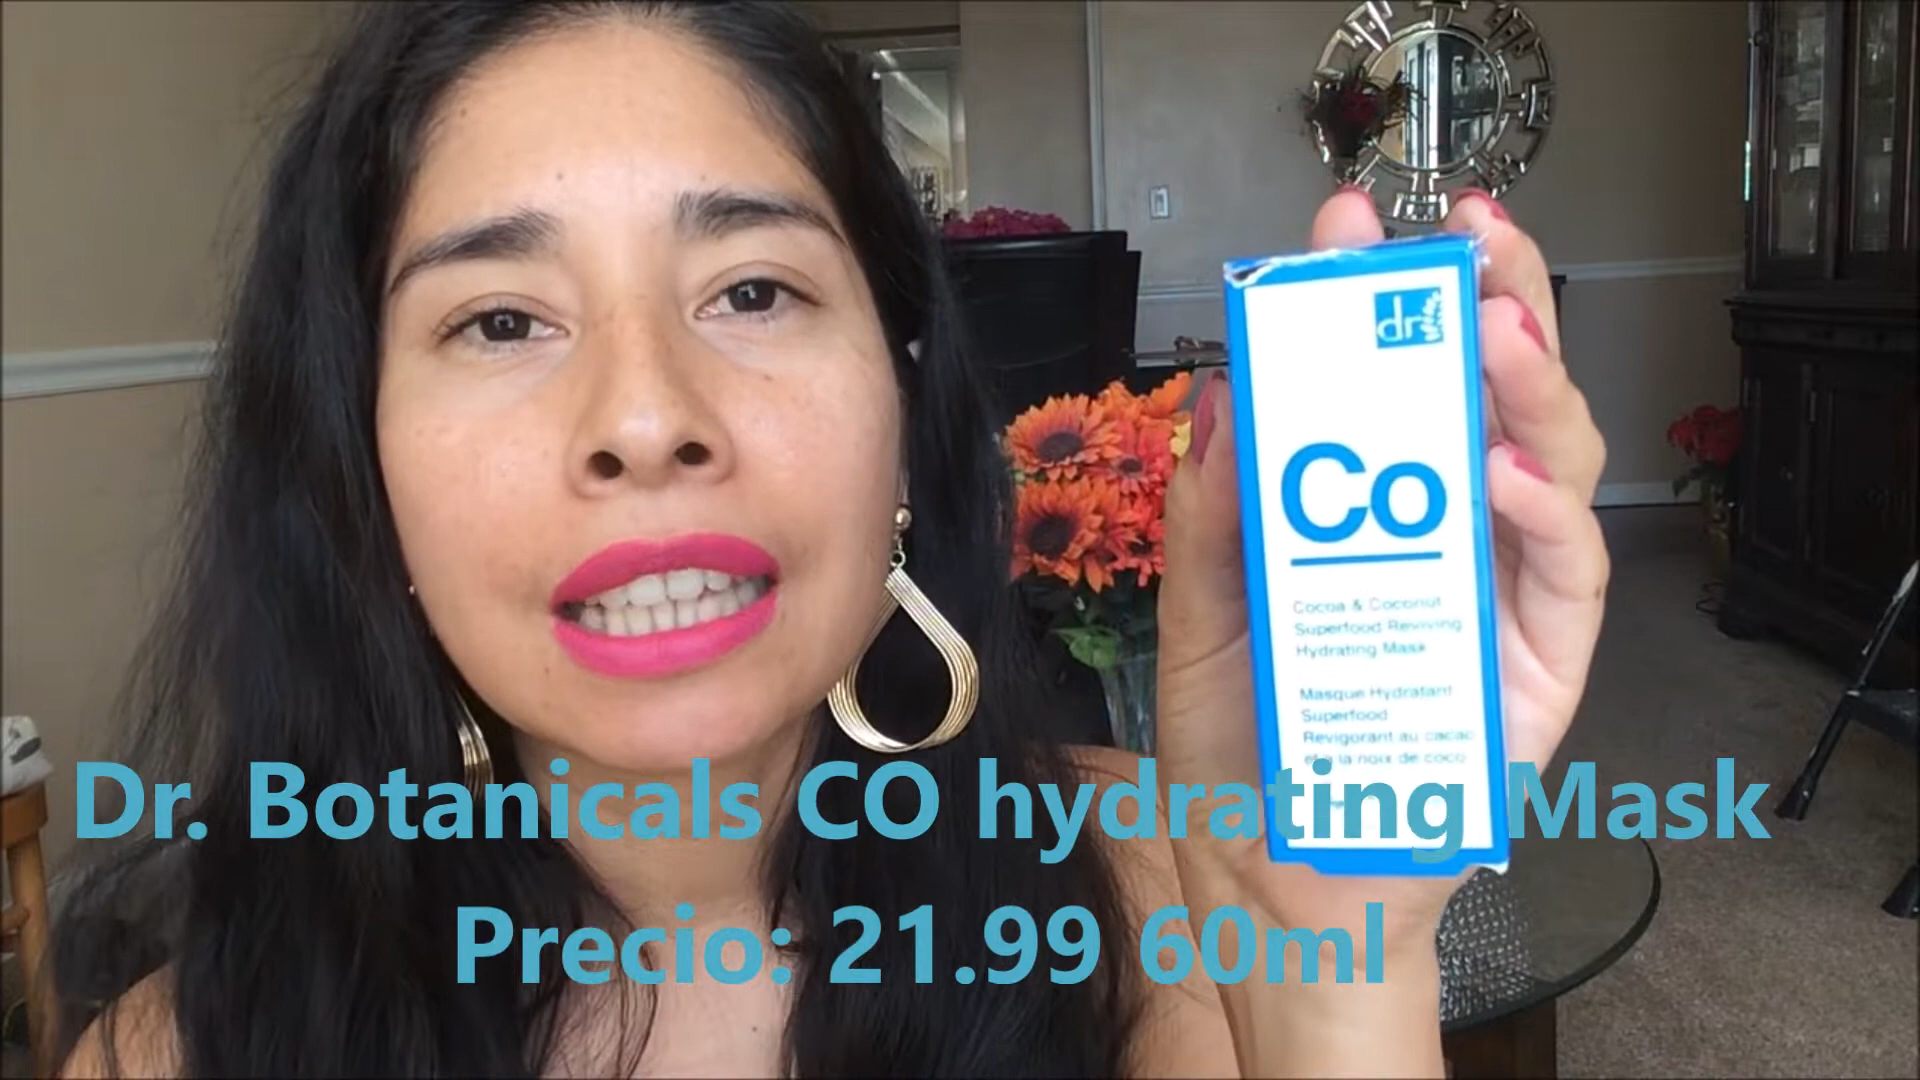 dr
Co
Cocoa & Coconut
Superfood Reviving
Hydrating Mask
Masque Hydratant
Superfood
Revigorant au cacao
et à la noix de coco
Dr. Botanicals CO hydrating Mask
Precio: 21.99 60ml